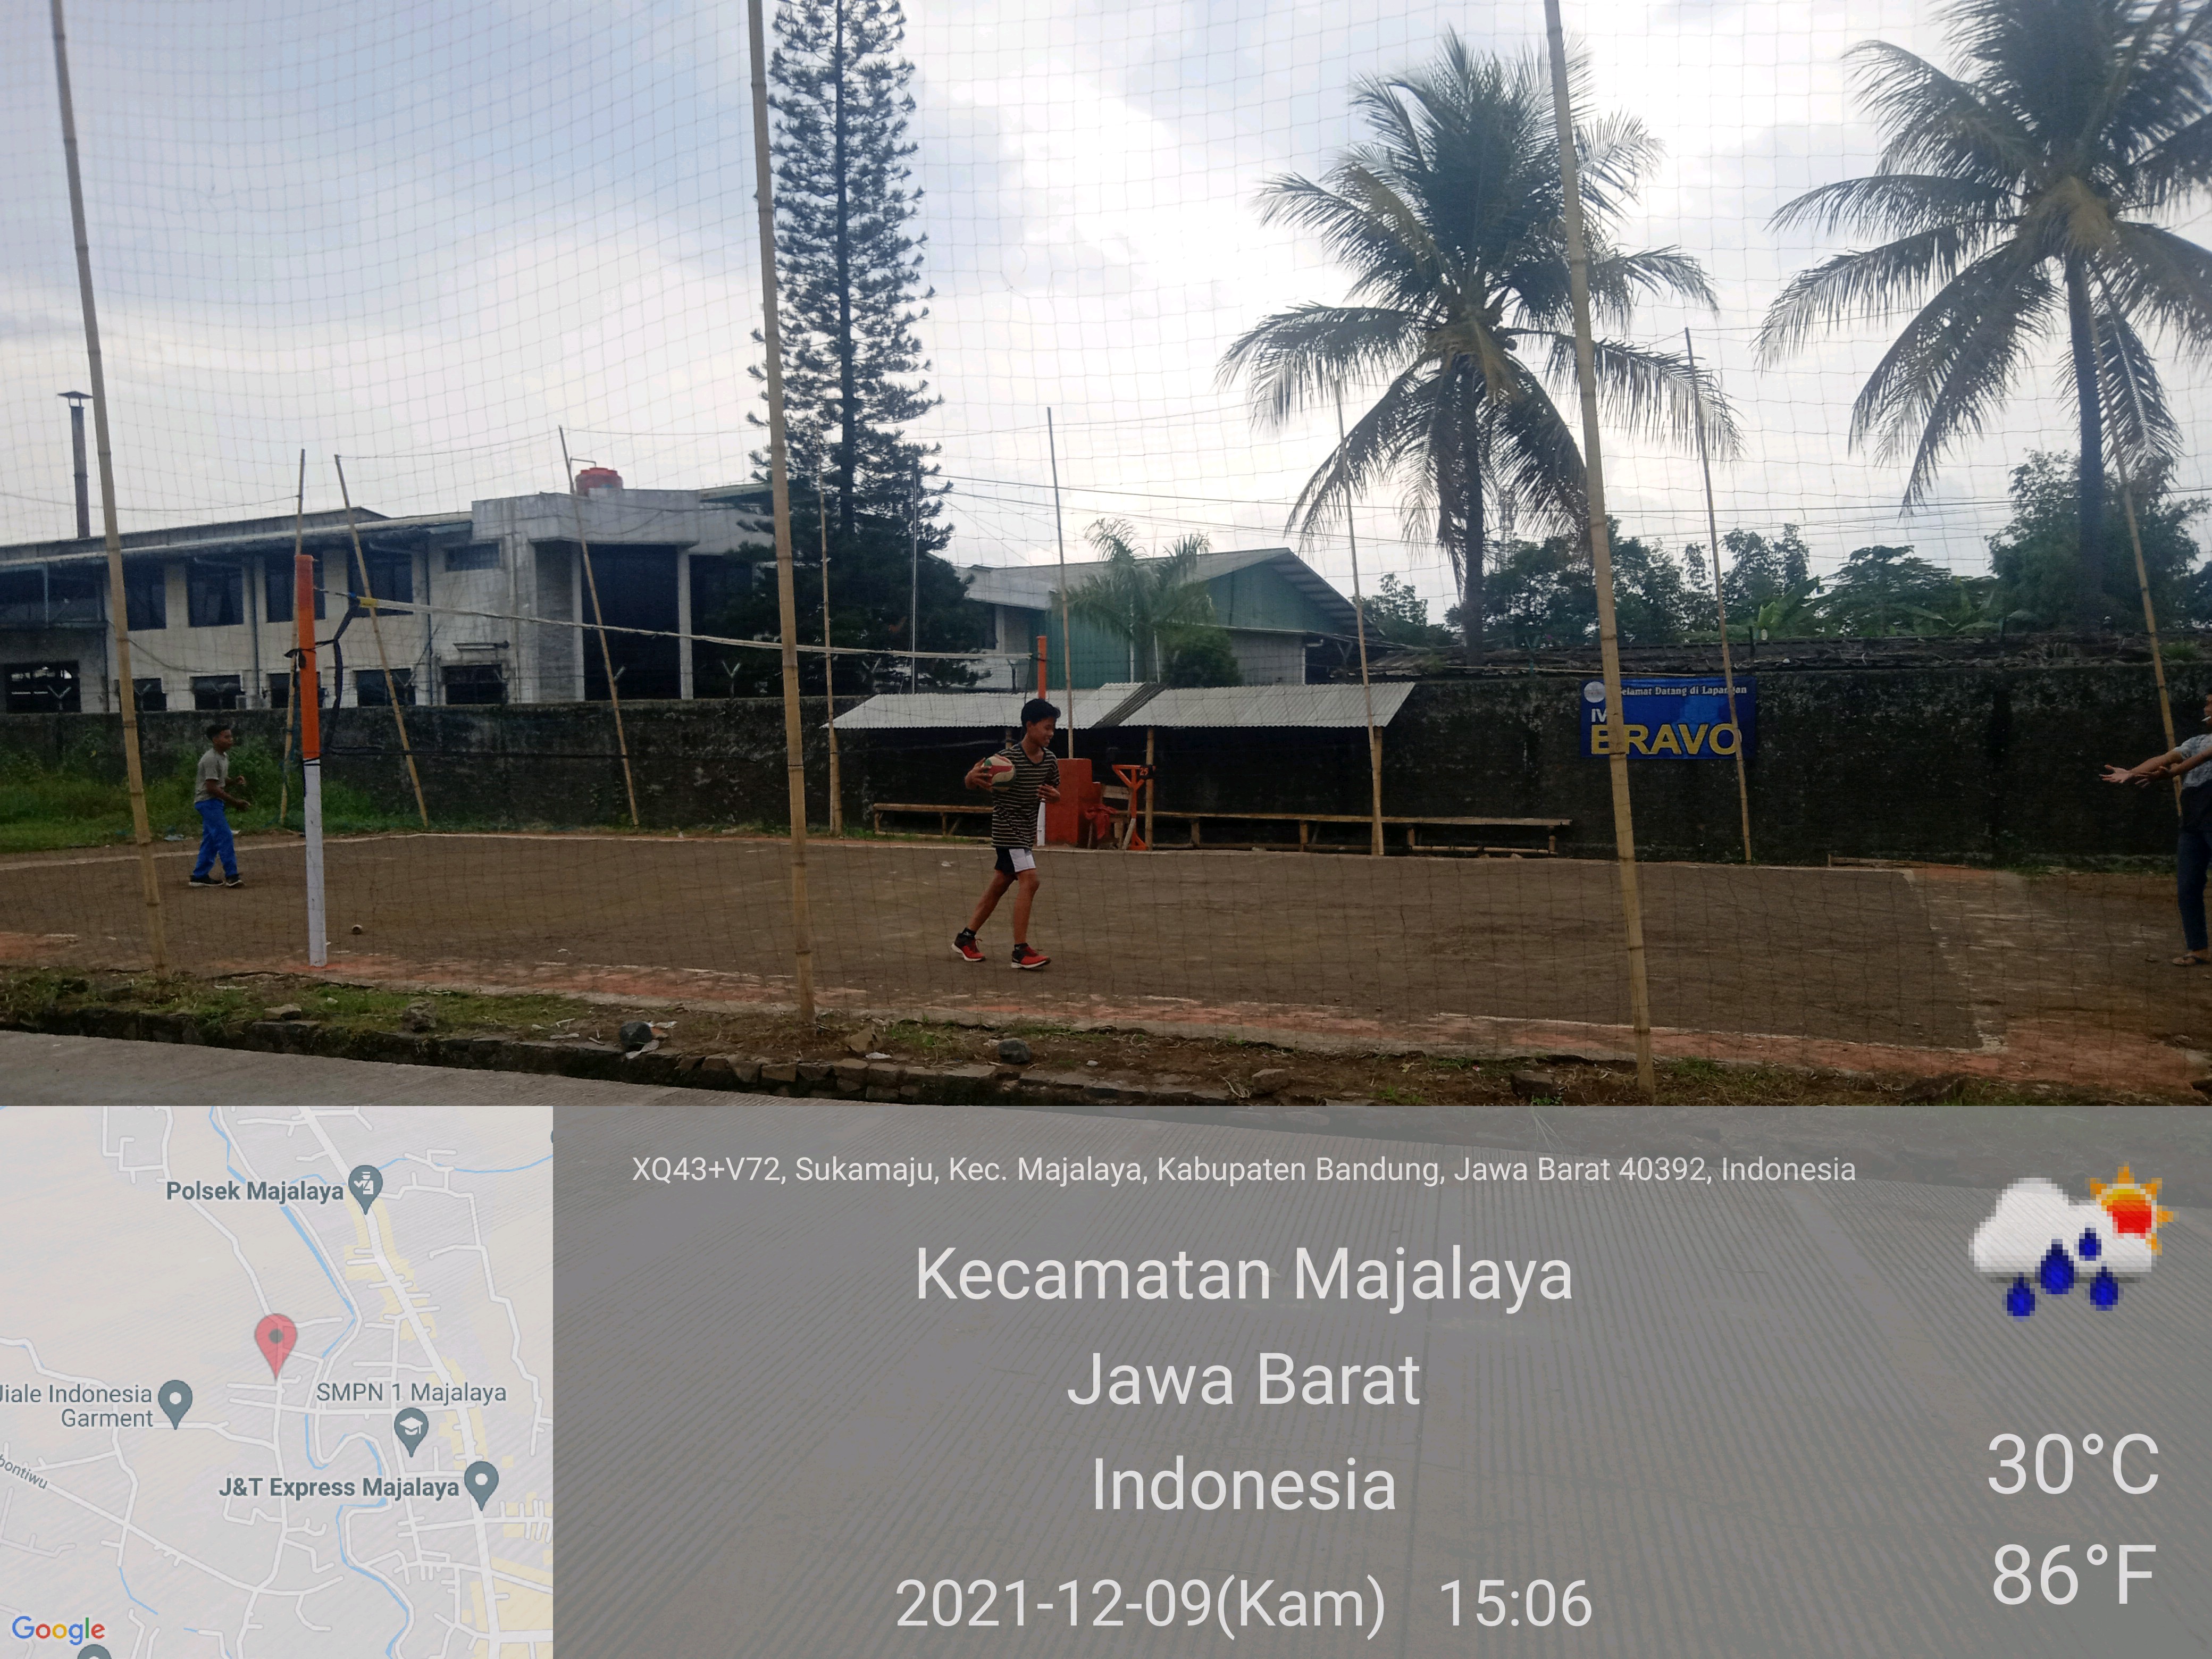 Selamat Datang di Lapangan
BRAVO
Polsek Majalaya
Jiale Indonesia
Garment
SMPN 1 Majalaya
J&T Express Majalaya
bontiwu
Google
XQ43+V72, Sukamaju, Kec. Majalaya, Kabupaten Bandung, Jawa Barat 40392, Indonesia
Kecamatan Majalaya
Jawa Barat
Indonesia
2021-12-09(Kam) 15:06
30°C
86°F